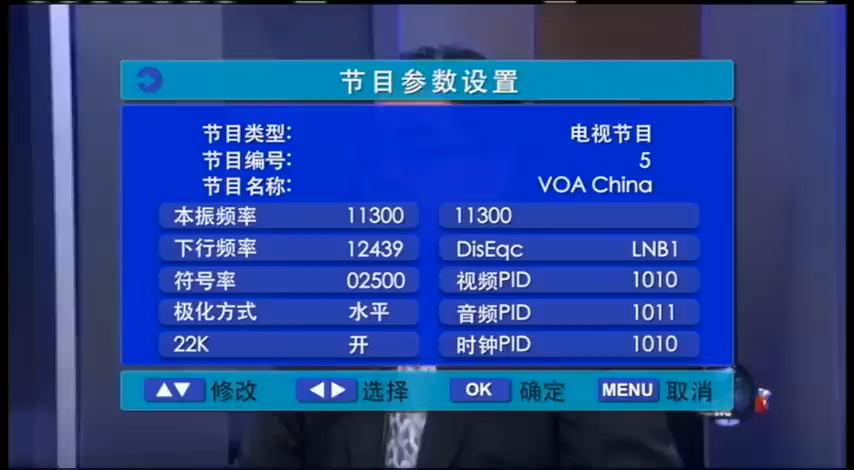 节目参数设置
节目类型: 电视节目
节目编号: 5
节目名称: VOA China
本振频率 11300 11300
下行频率 12439 DisEqc LNB1
符号率 02500 视频PID 1010
极化方式 水平 音频PID 1011
22K 开 时钟PID 1010
▲▼ 修改 ◀▶ 选择 OK 确定 MENU 取消